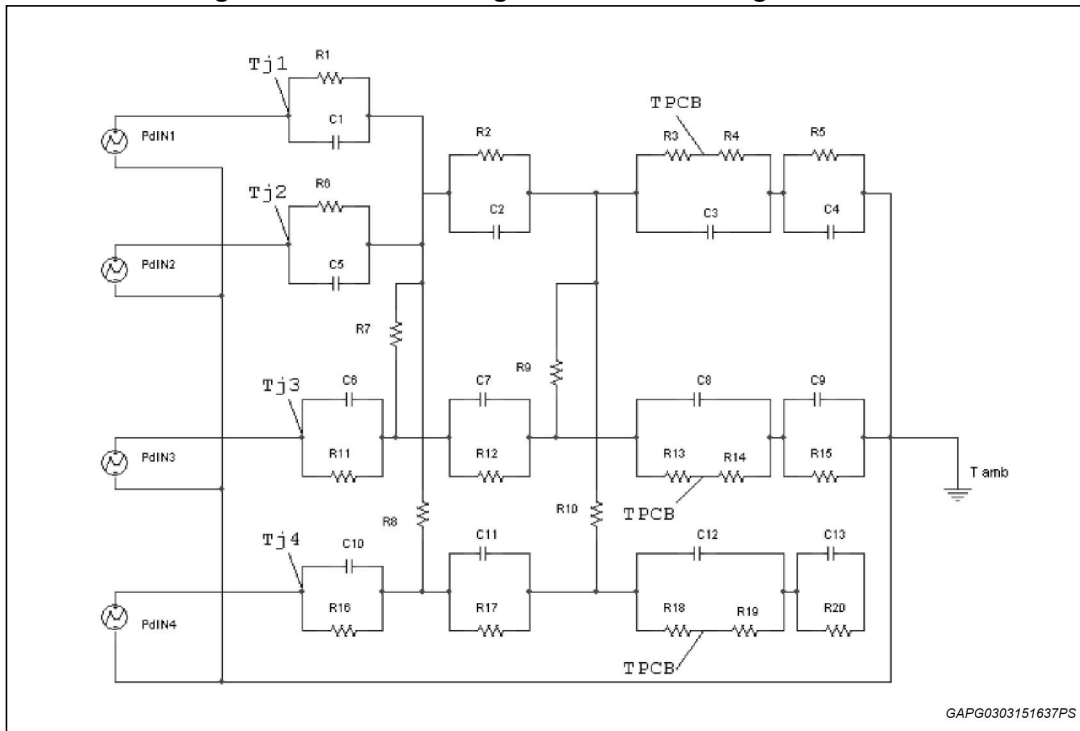 R1
Tj1
C1
PdIN1
TPCB
R2
R3
R4
R5
R6
Tj2
C2
C3
C4
C5
PdIN2
R7
R9
C6
C7
C8
C9
Tj3
R11
R12
R13
R14
R15
PdIN3
T amb
TPCB
R8
R10
C10
C11
C12
C13
Tj4
R16
R17
R18
R19
R20
PdIN4
TPCB
GAPG0303151637PS